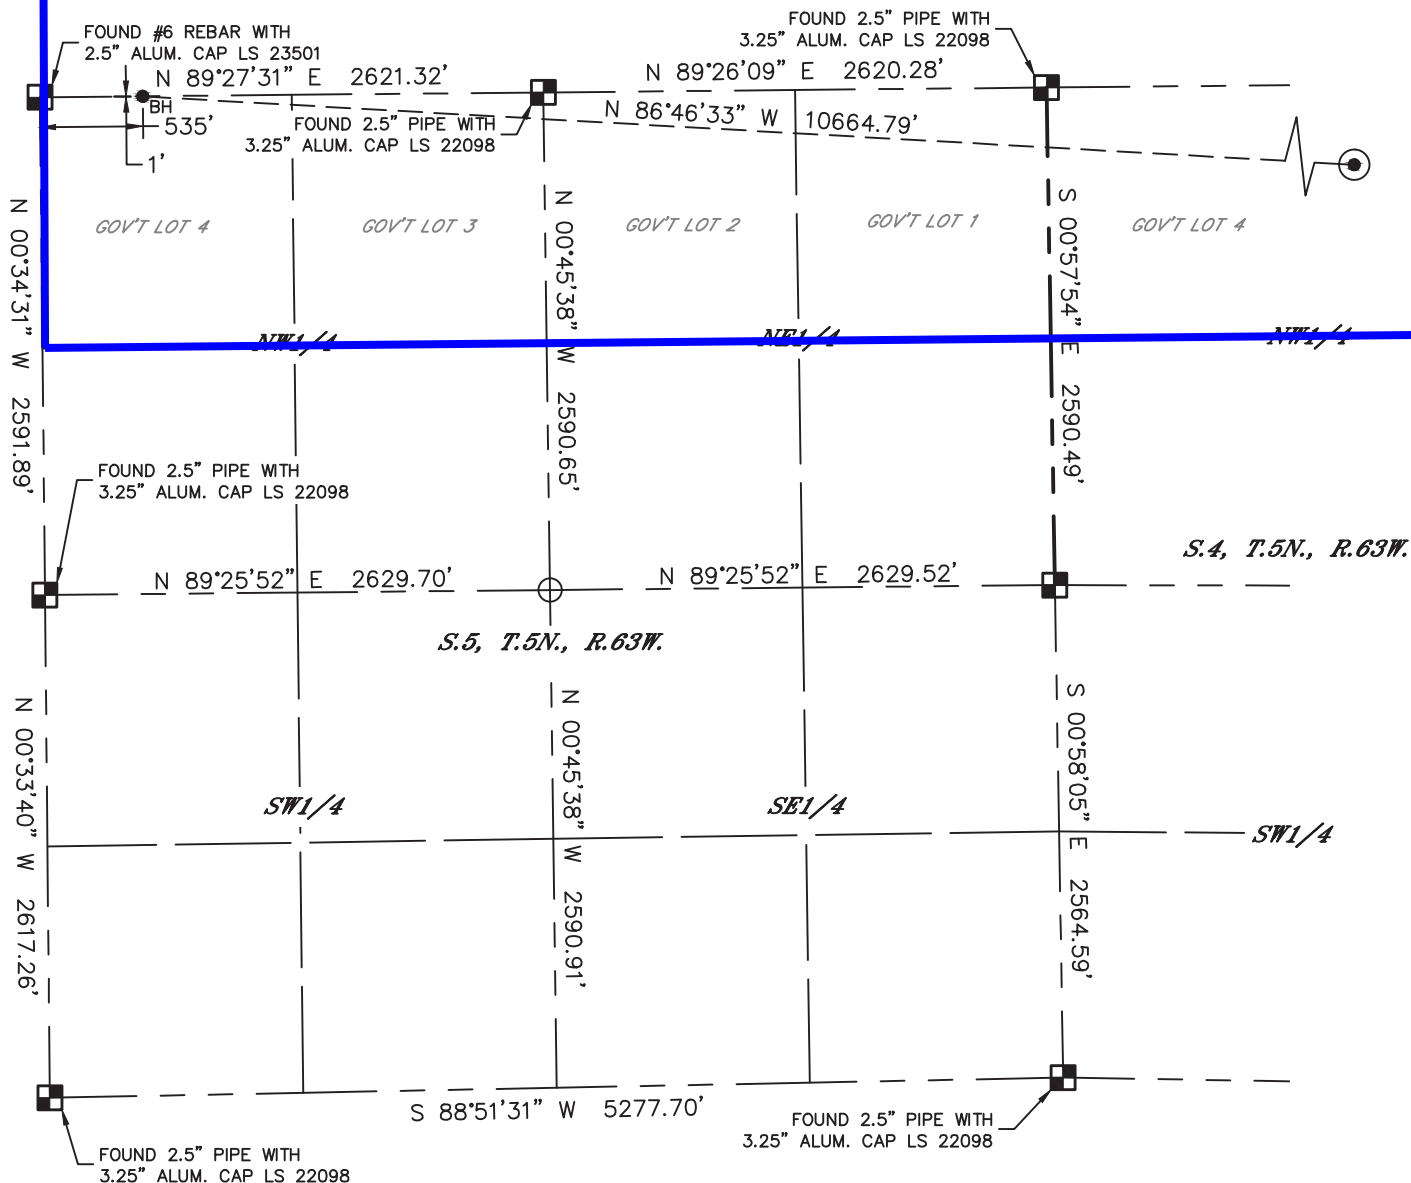 FOUND #6 REBAR WITH
2.5" ALUM. CAP LS 23501
FOUND 2.5" PIPE WITH
3.25" ALUM. CAP LS 22098
N 89°27'31" E 2621.32'
N 89°26'09" E 2620.28'
BH
535'
1'
FOUND 2.5" PIPE WITH
3.25" ALUM. CAP LS 22098
N 86°46'33" W 10664.79'
GOV'T LOT 4
GOV'T LOT 3
GOV'T LOT 2
GOV'T LOT 1
GOV'T LOT 4
N 00°34'31" W 2591.89'
N 00°45'38" W 2590.65'
S 00°57'54" E 2590.49'
NW1/4
NE1/4
NW1/4
FOUND 2.5" PIPE WITH
3.25" ALUM. CAP LS 22098
S.4, T.5N., R.63W.
N 89°25'52" E 2629.70'
N 89°25'52" E 2629.52'
S.5, T.5N., R.63W.
N 00°33'40" W 2617.26'
N 00°45'38" W 2590.91'
S 00°58'05" E 2564.59'
SW1/4
SE1/4
SW1/4
S 88°51'31" W 5277.70'
FOUND 2.5" PIPE WITH
3.25" ALUM. CAP LS 22098
FOUND 2.5" PIPE WITH
3.25" ALUM. CAP LS 22098